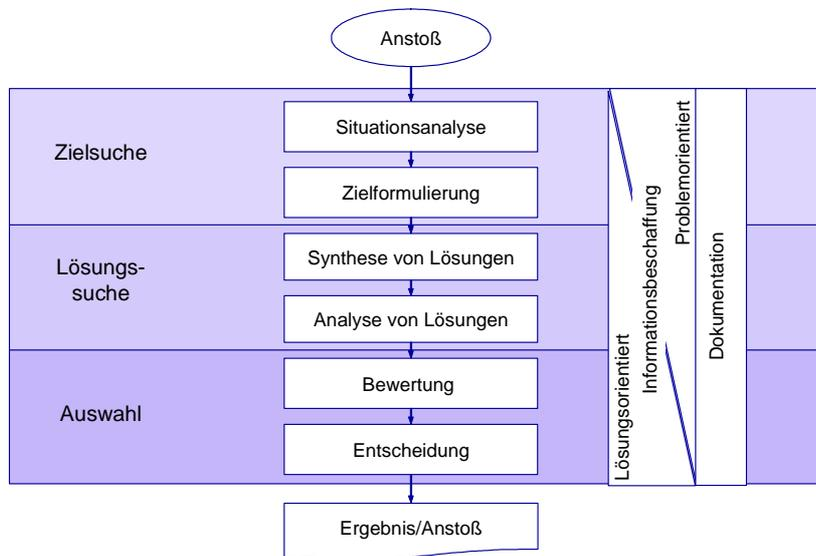 Anstoß
Zielsuche
Situationsanalyse
Zielformulierung
Lösungs-
suche
Synthese von Lösungen
Analyse von Lösungen
Auswahl
Bewertung
Entscheidung
Ergebnis/Anstoß
Lösungsorientiert
Informationsbeschaffung
Problemorientiert
Dokumentation